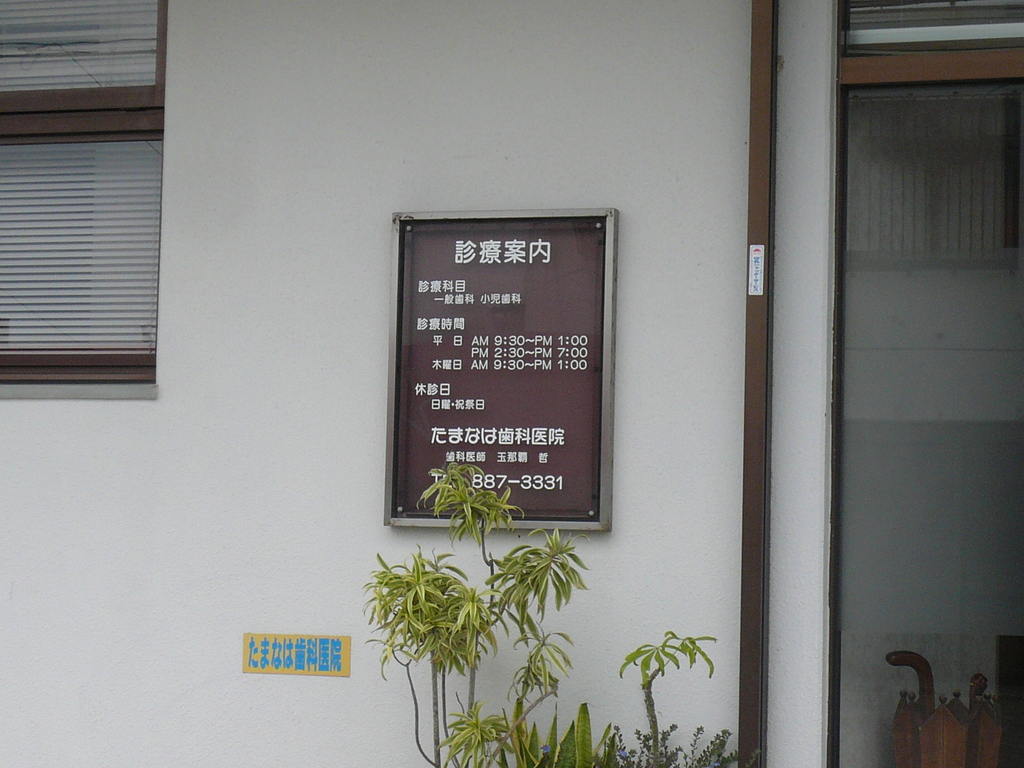 診療案内
診療科目
一般歯科 小児歯科
診療時間
平 日 AM 9:30〜PM 1:00
PM 2:30〜PM 7:00
木曜日 AM 9:30〜PM 1:00
休診日
日曜・祝祭日
たまなは歯科医院
歯科医師 玉那覇 哲
887-3331
たまなは歯科医院